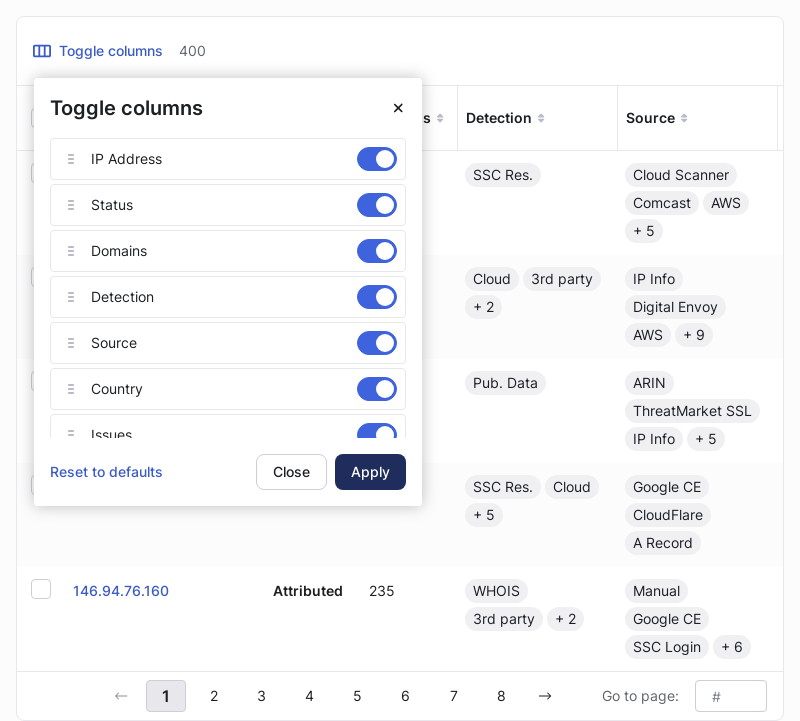 Toggle columns 400
Toggle columns
s Detection Source
IP Address
Status
Domains
Detection
Source
Country
Issues
Reset to defaults Close Apply
SSC Res. Cloud Scanner
Comcast AWS
+ 5
Cloud 3rd party IP Info
+ 2 Digital Envoy
AWS + 9
Pub. Data ARIN
ThreatMarket SSL
IP Info + 5
SSC Res. Cloud Google CE
+ 5 CloudFlare
A Record
146.94.76.160 Attributed 235 WHOIS Manual
3rd party + 2 Google CE
SSC Login + 6
1 2 3 4 5 6 7 8 Go to page: #